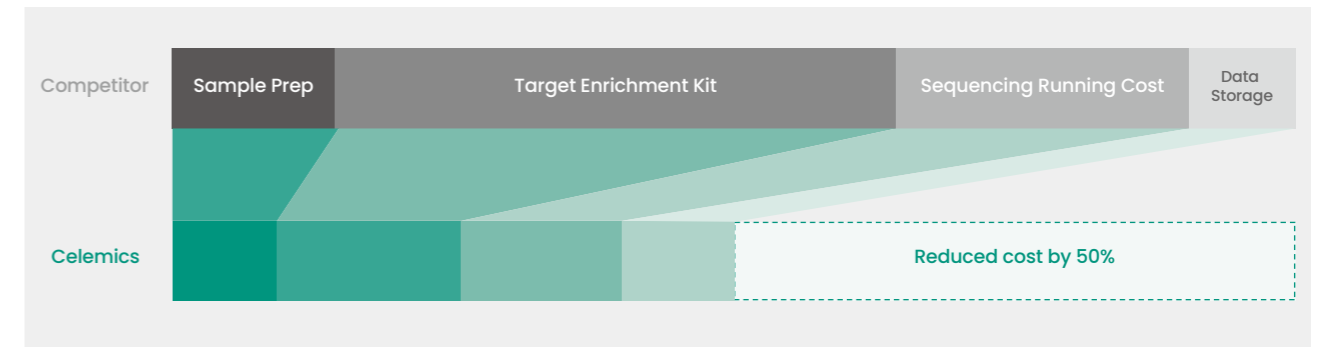 Competitor
Sample Prep
Target Enrichment Kit
Sequencing Running Cost
Data
Storage
Celemics
Reduced cost by 50%